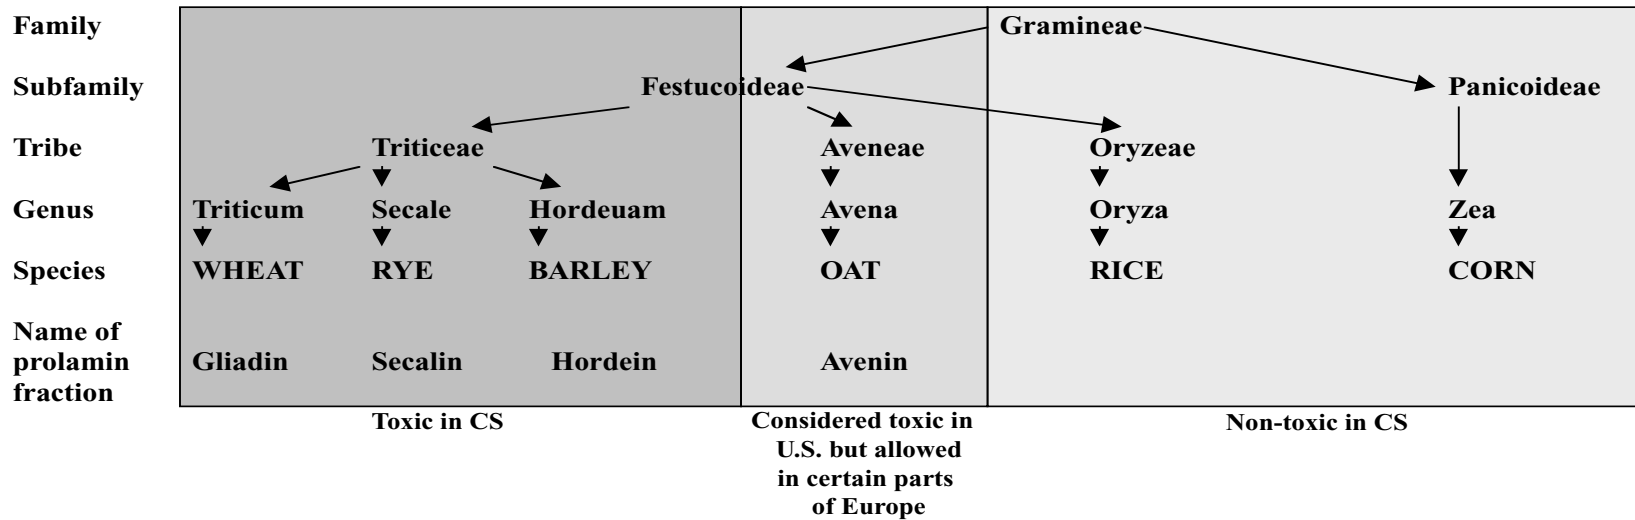 Family Gramineae
Subfamily Festucoideae Panicoideae
Tribe Triticeae Aveneae Oryzeae
Genus Triticum Secale Hordeuam Avena Oryza Zea
Species WHEAT RYE BARLEY OAT RICE CORN
Name of
prolamin Gliadin Secalin Hordein Avenin
fraction
Toxic in CS
Considered toxic in
U.S. but allowed
in certain parts
of Europe
Non-toxic in CS